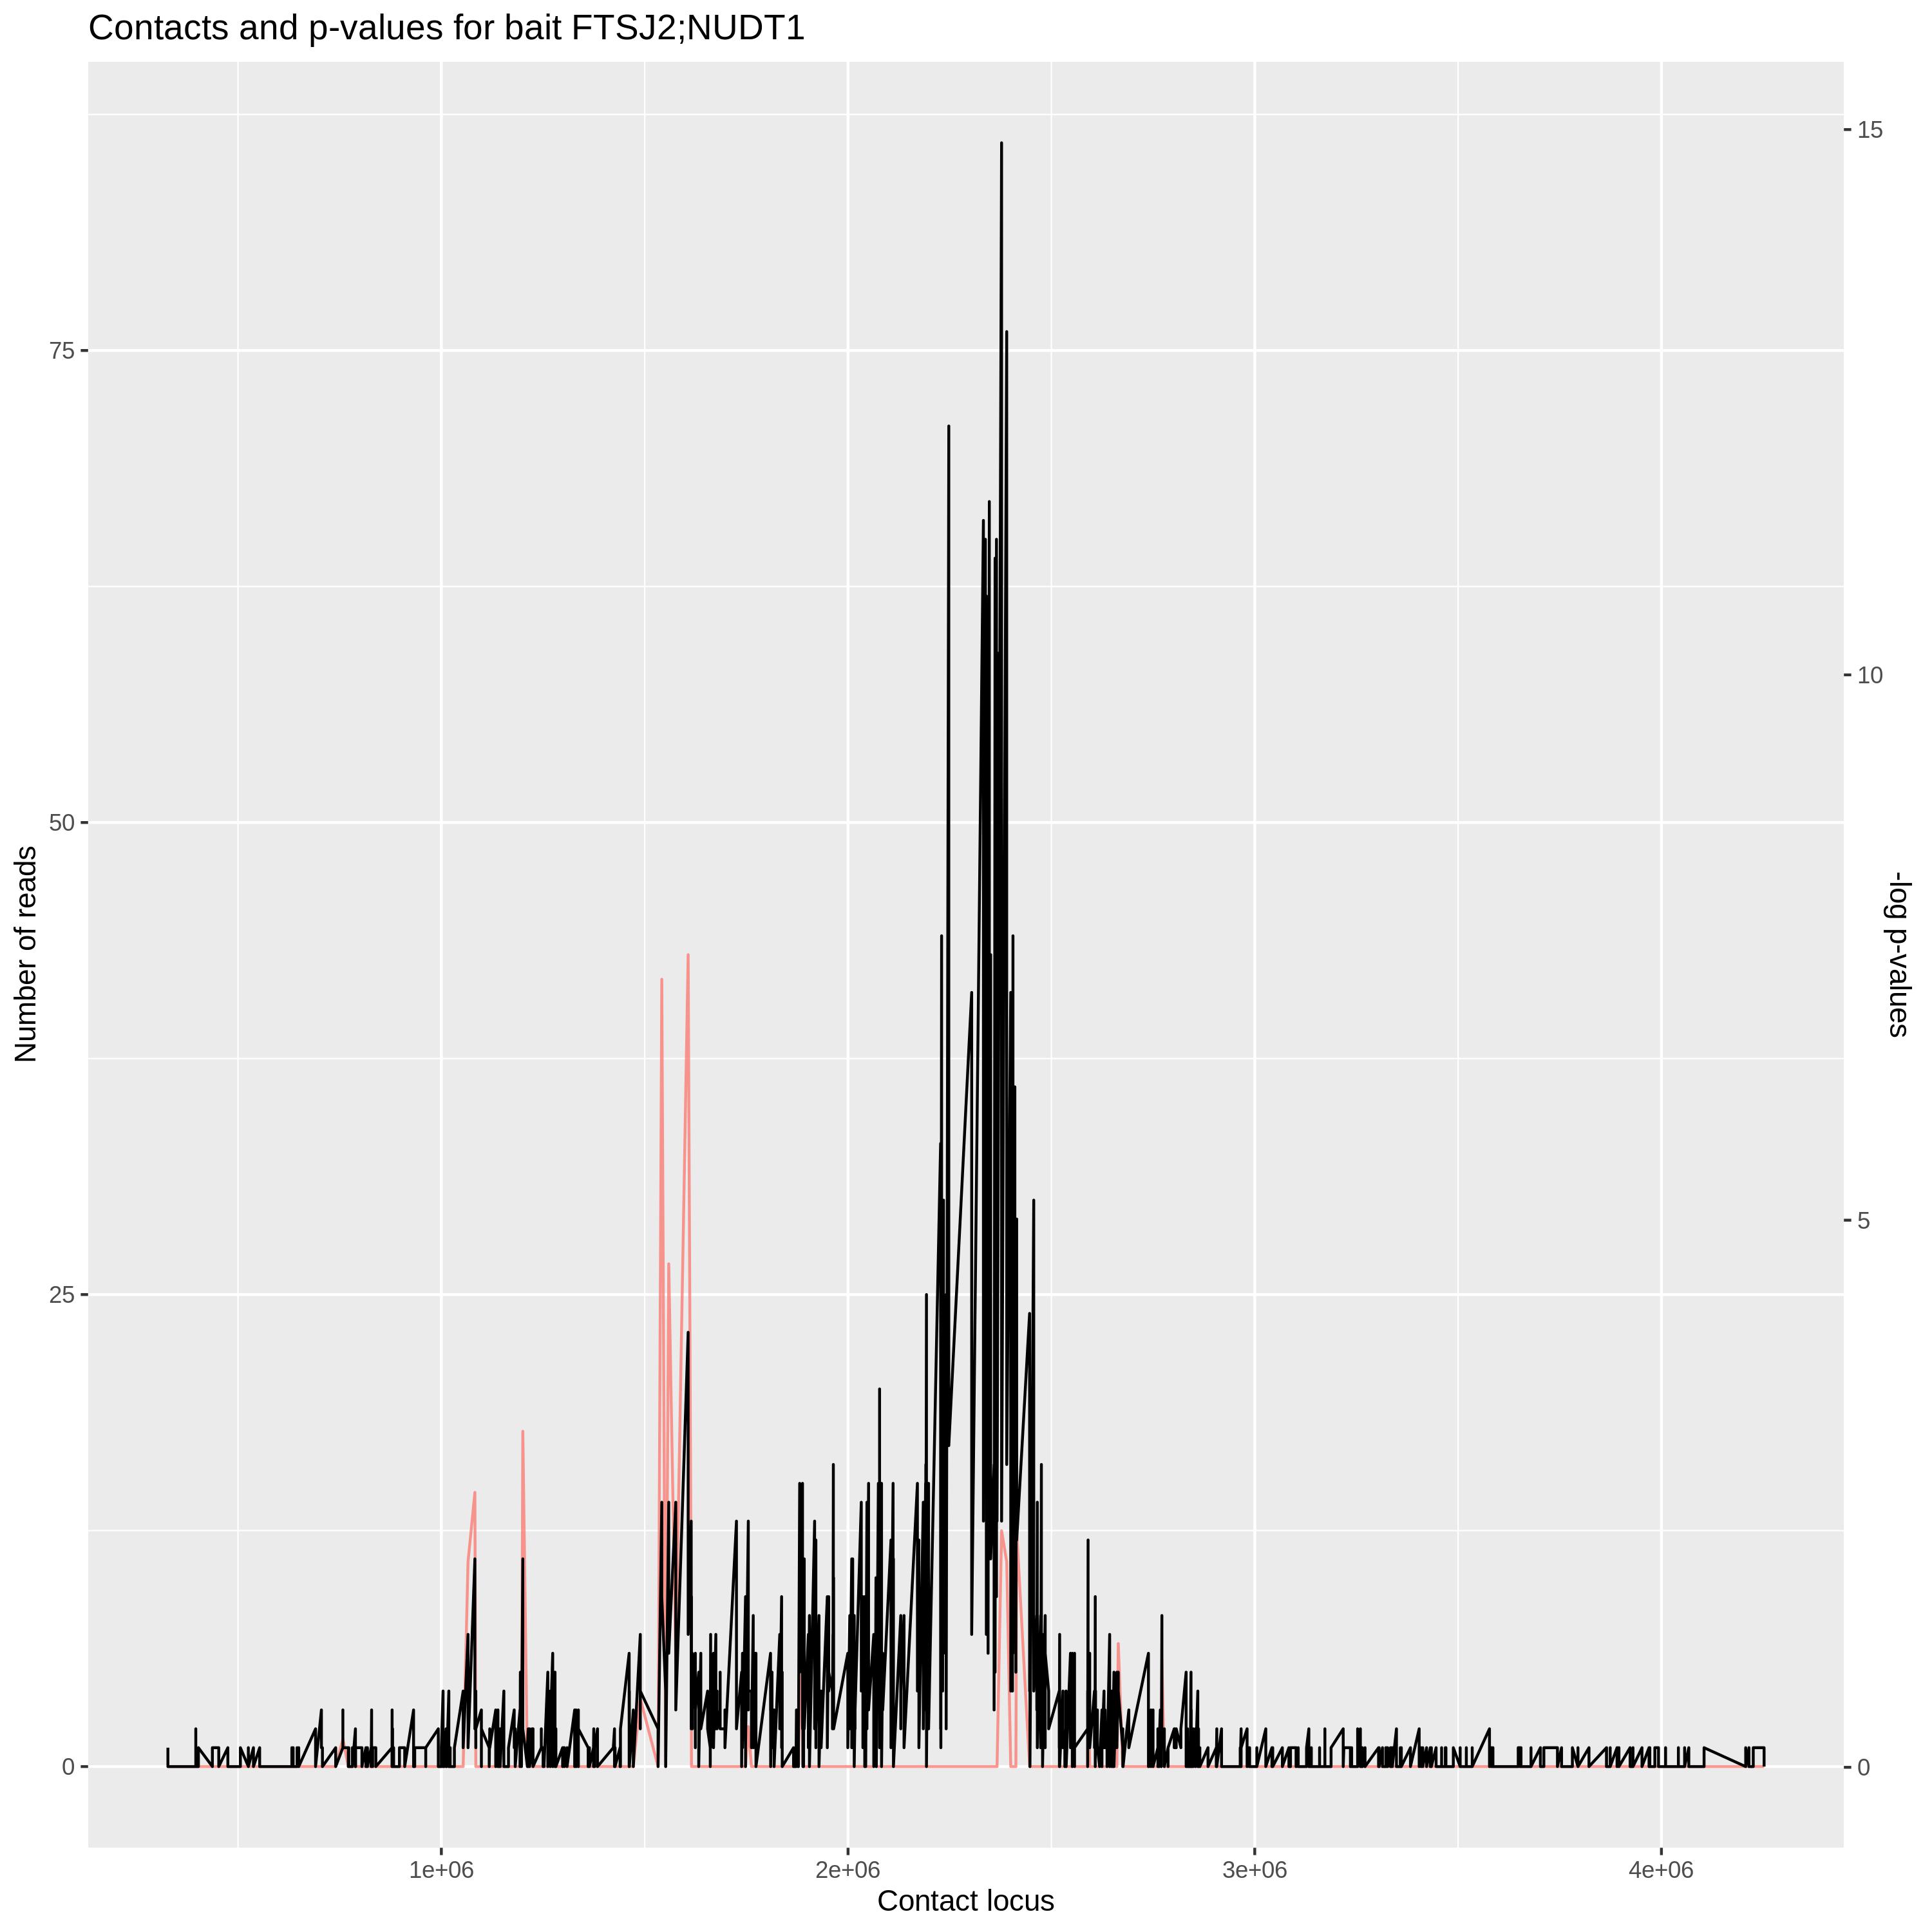 Contacts and p-values for bait FTSJ2;NUDT1
15
75
10
50
Number of reads
-log p-values
5
25
0
0
1e+06
2e+06
3e+06
4e+06
Contact locus